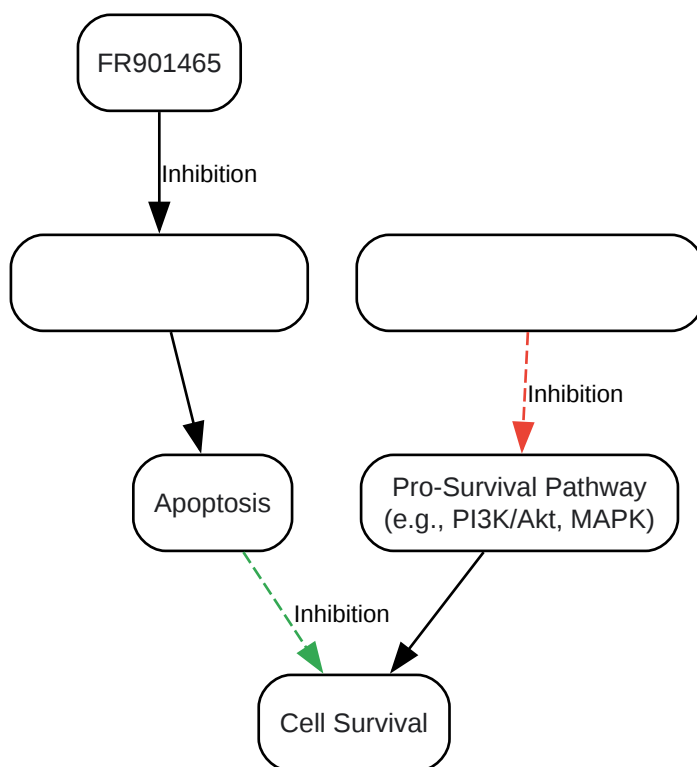 FR901465
Inhibition
Inhibition
Apoptosis
Pro-Survival Pathway
(e.g., PI3K/Akt, MAPK)
Inhibition
Cell Survival